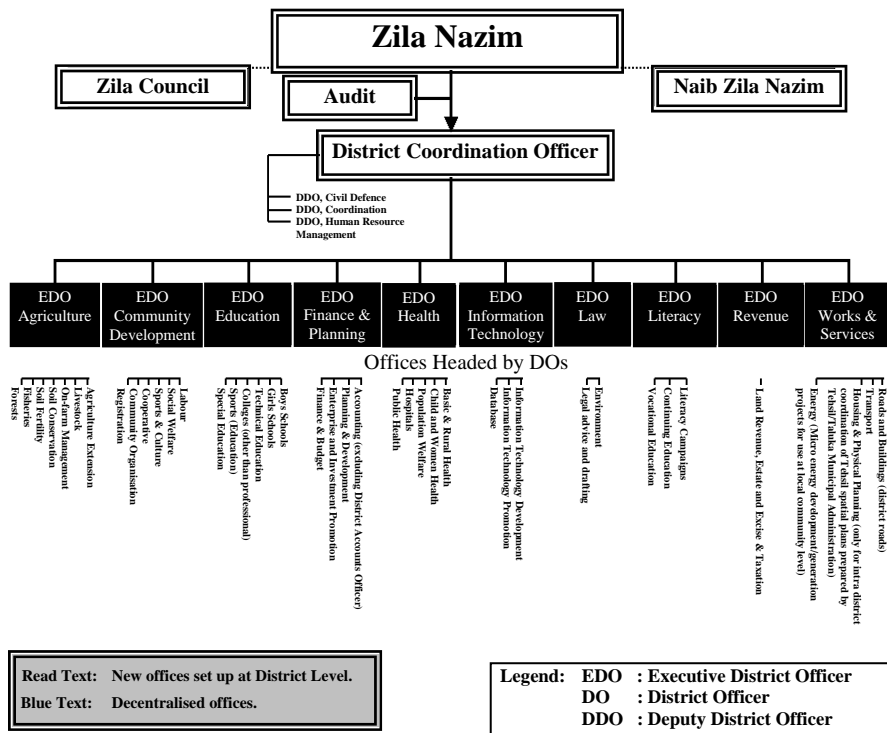 Zila Nazim
Zila Council
Audit
Naib Zila Nazim
District Coordination Officer
DDO, Civil Defence
DDO, Coordination
DDO, Human Resource
Management
EDO
Agriculture
EDO
Community
Development
EDO
Education
EDO
Finance &
Planning
EDO
Health
EDO
Information
Technology
EDO
Law
EDO
Literacy
EDO
Revenue
EDO
Works &
Services
Offices Headed by DOs
Agriculture Extension
Livestock
On-farm Management
Soil Conservation
Soil Fertility
Fisheries
Forests
Labour
Social Welfare
Sports & Culture
Cooperative
Community Organisation
Registration
Boys Schools
Girls Schools
Technical Education
Colleges (other than professional)
Sports (Education)
Special Education
Accounting (excluding District Accounts Officer)
Planning & Development
Enterprise and Investment Promotion
Finance & Budget
Basic & Rural Health
Child and Women Health
Population Welfare
Hospitals
Public Health
Information Technology Development
Information Technology Promotion
Database
Environment
Legal advice and drafting
Literacy Campaigns
Continuing Education
Vocational Education
Land Revenue, Estate and Excise & Taxation
Roads and Buildings (district roads)
Transport
Housing & Physical Planning (only for intra district
coordination of Tehsil spatial plans prepared by
Tehsil/Taluka Municipal Administration)
Energy (Micro energy development/generation
projects for use at local community level)
Read Text: New offices set up at District Level.
Blue Text: Decentralised offices.
Legend: EDO : Executive District Officer
DO : District Officer
DDO : Deputy District Officer